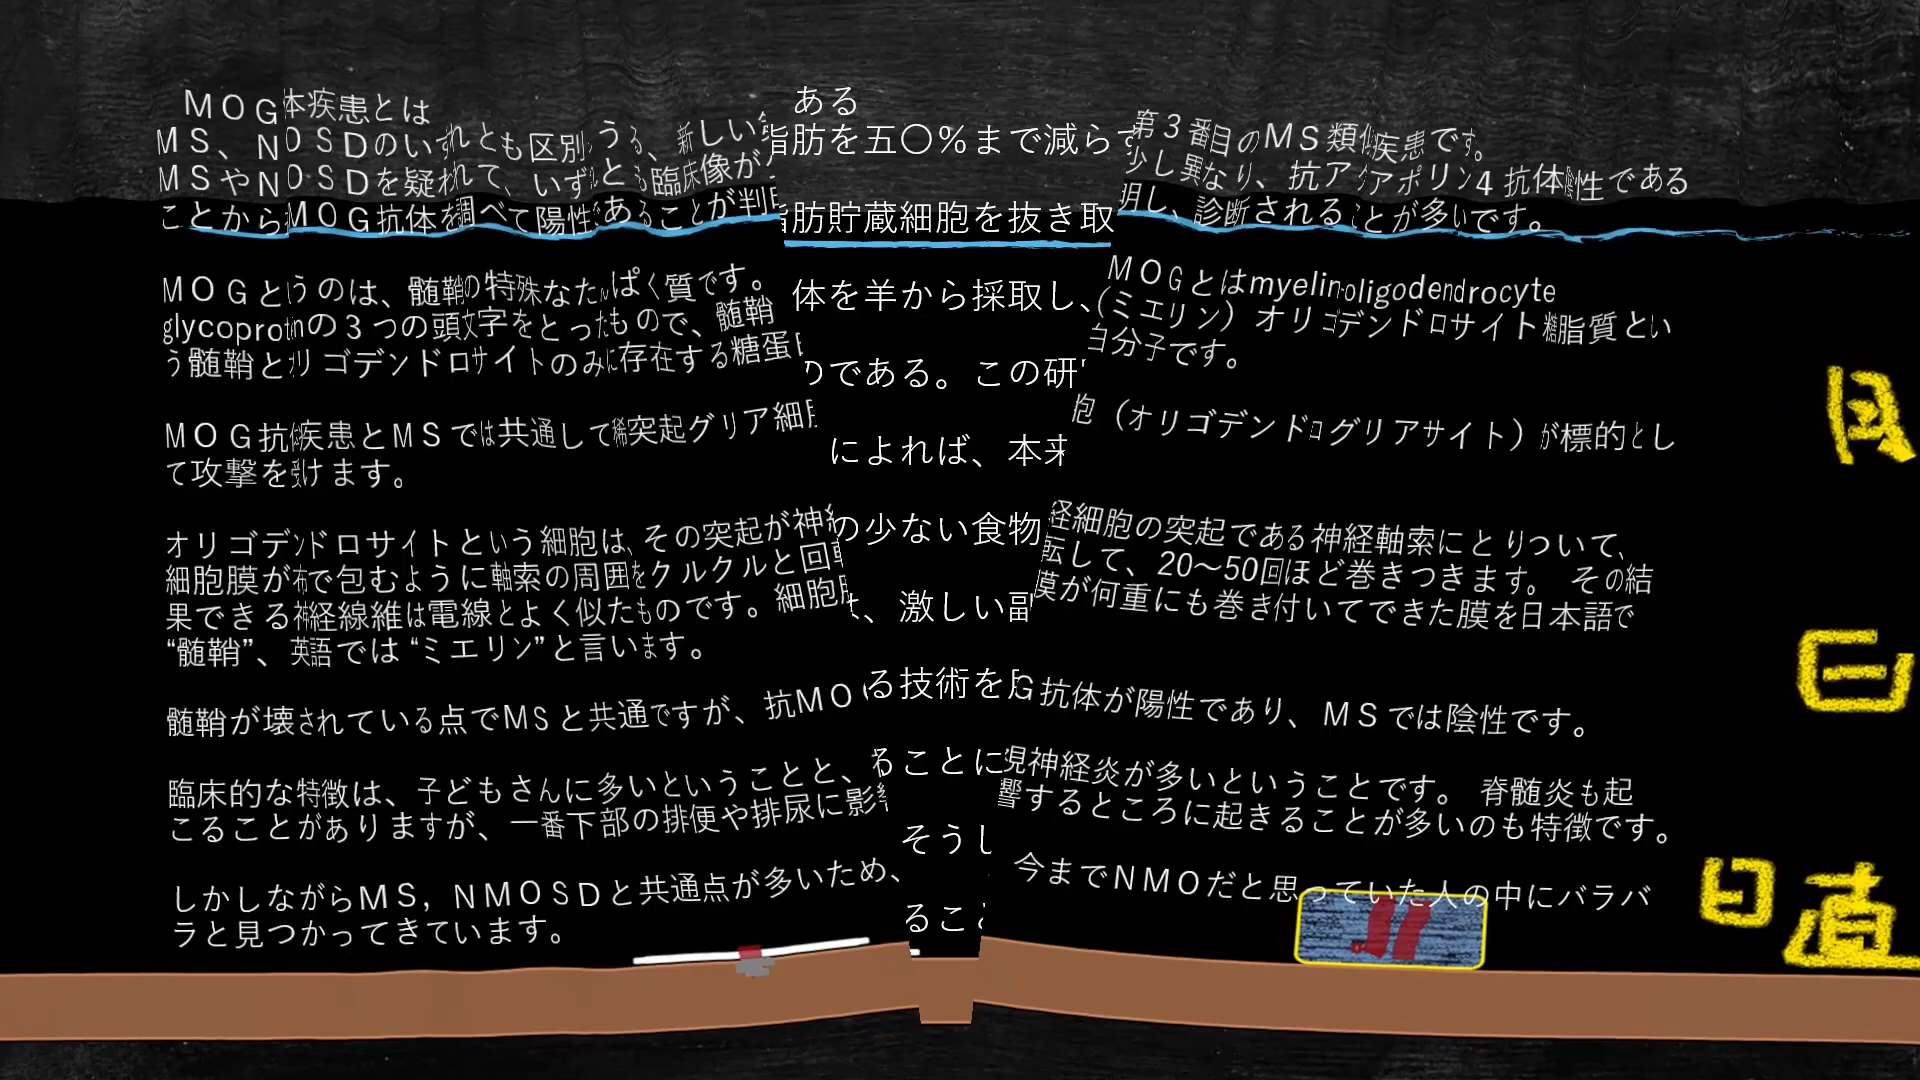 MOG体疾患とは
MS、NOSDのいずれとも区別うる、新しい
MSやNOSDを疑われて、いずれとも臨床像が
ことからMOG抗体を調べて陽性であることが判
MOGとうのは、髄鞘の特殊なたんぱく質です。
glycoproteinの3つの頭文字をとったもので、髄鞘
う髄鞘とオリゴデンドロサイトのみに存在する糖蛋
MOG抗体疾患とMSでは共通して稀突起グリア細
て攻撃を受けます。
オリゴデンドロサイトという細胞は、その突起が神
細胞膜が布で包むように軸索の周囲をクルクルと回
果できる神経線維は電線とよく似たものです。細胞
“髄鞘”、英語では“ミエリン”と言います。
髄鞘が壊されている点でMSと共通ですが、抗MO
臨床的な特徴は、子どもさんに多いということと、
こることがありますが、一番下部の排便や排尿に影
しかしながらMS，NMOSDと共通点が多いため、
ラと見つかってきています。
ある
脂肪を五〇％まで減ら
肪貯蔵細胞を抜き取
体を羊から採取し、
のである。この研
によれば、本来
の少ない食物
、激しい副
る技術を
ることに
そうし
るこ
第3番目のMS類似疾患です。
少し異なり、抗アクアポリン4抗体陰性である
明し、診断されることが多いです。
MOGとはmyelin-oligodendrocyte
（ミエリン）オリゴデンドロサイト糖脂質とい
白分子です。
胞（オリゴデンドログリアサイト）が標的とし
経細胞の突起である神経軸索にとりついて、
転して、20〜50回ほど巻きつきます。 その結
膜が何重にも巻き付いてできた膜を日本語で
G抗体が陽性であり、MSでは陰性です。
視神経炎が多いということです。 脊髄炎も起
響するところに起きることが多いのも特徴です。
今までNMOだと思っていた人の中にバラバ
日
直